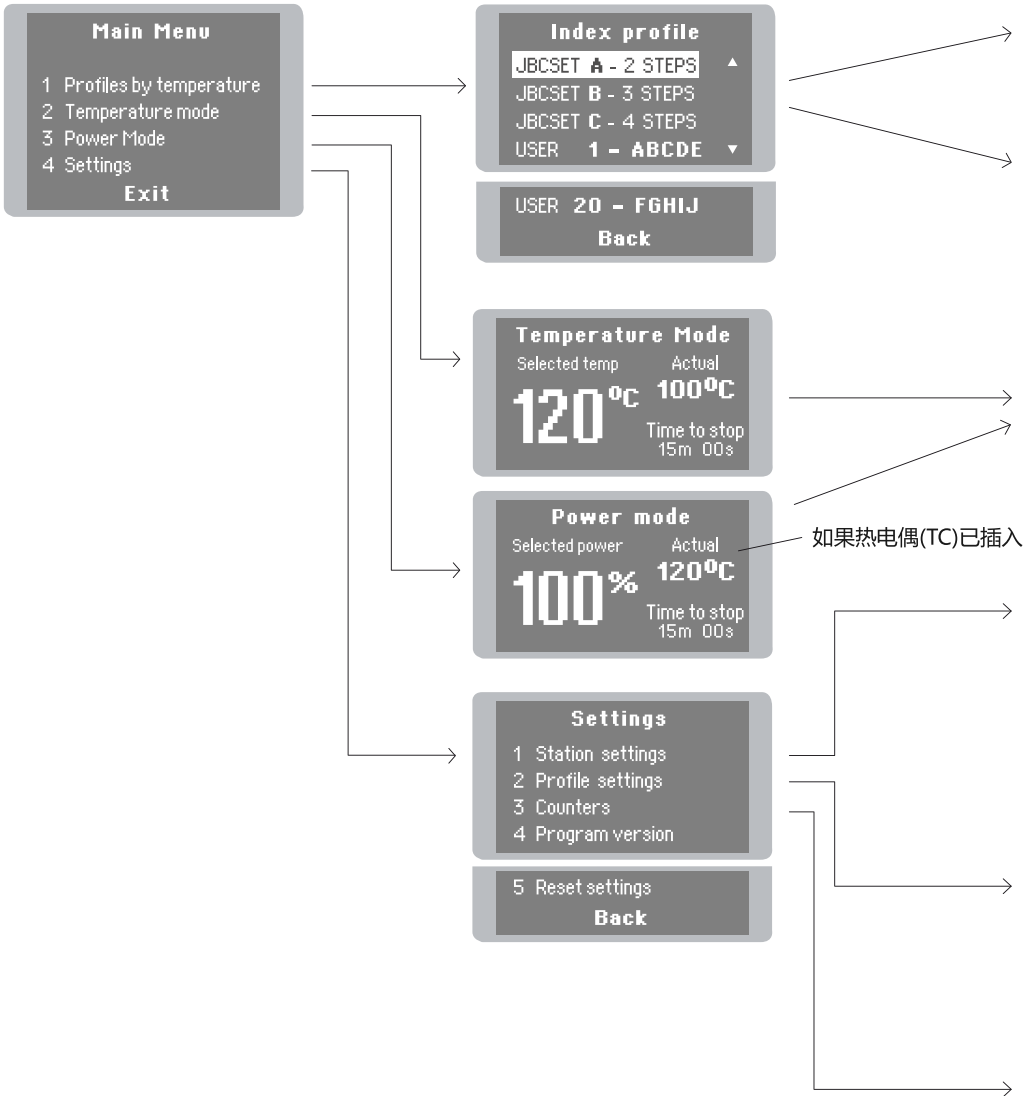 Main Menu
1 Profiles by temperature
2 Temperature mode
3 Power Mode
4 Settings
Exit
Index profile
JBCSET A - 2 STEPS ▲
JBCSET B - 3 STEPS
JBCSET C - 4 STEPS
USER 1 - ABCDE ▼
USER 20 - FGHIJ
Back
Temperature Mode
Selected temp
120ºC
Actual
100ºC
Time to stop
15m 00s
Power mode
Selected power
100%
Actual
120ºC
Time to stop
15m 00s
如果热电偶(TC)已插入
Settings
1 Station settings
2 Profile settings
3 Counters
4 Program version
5 Reset settings
Back